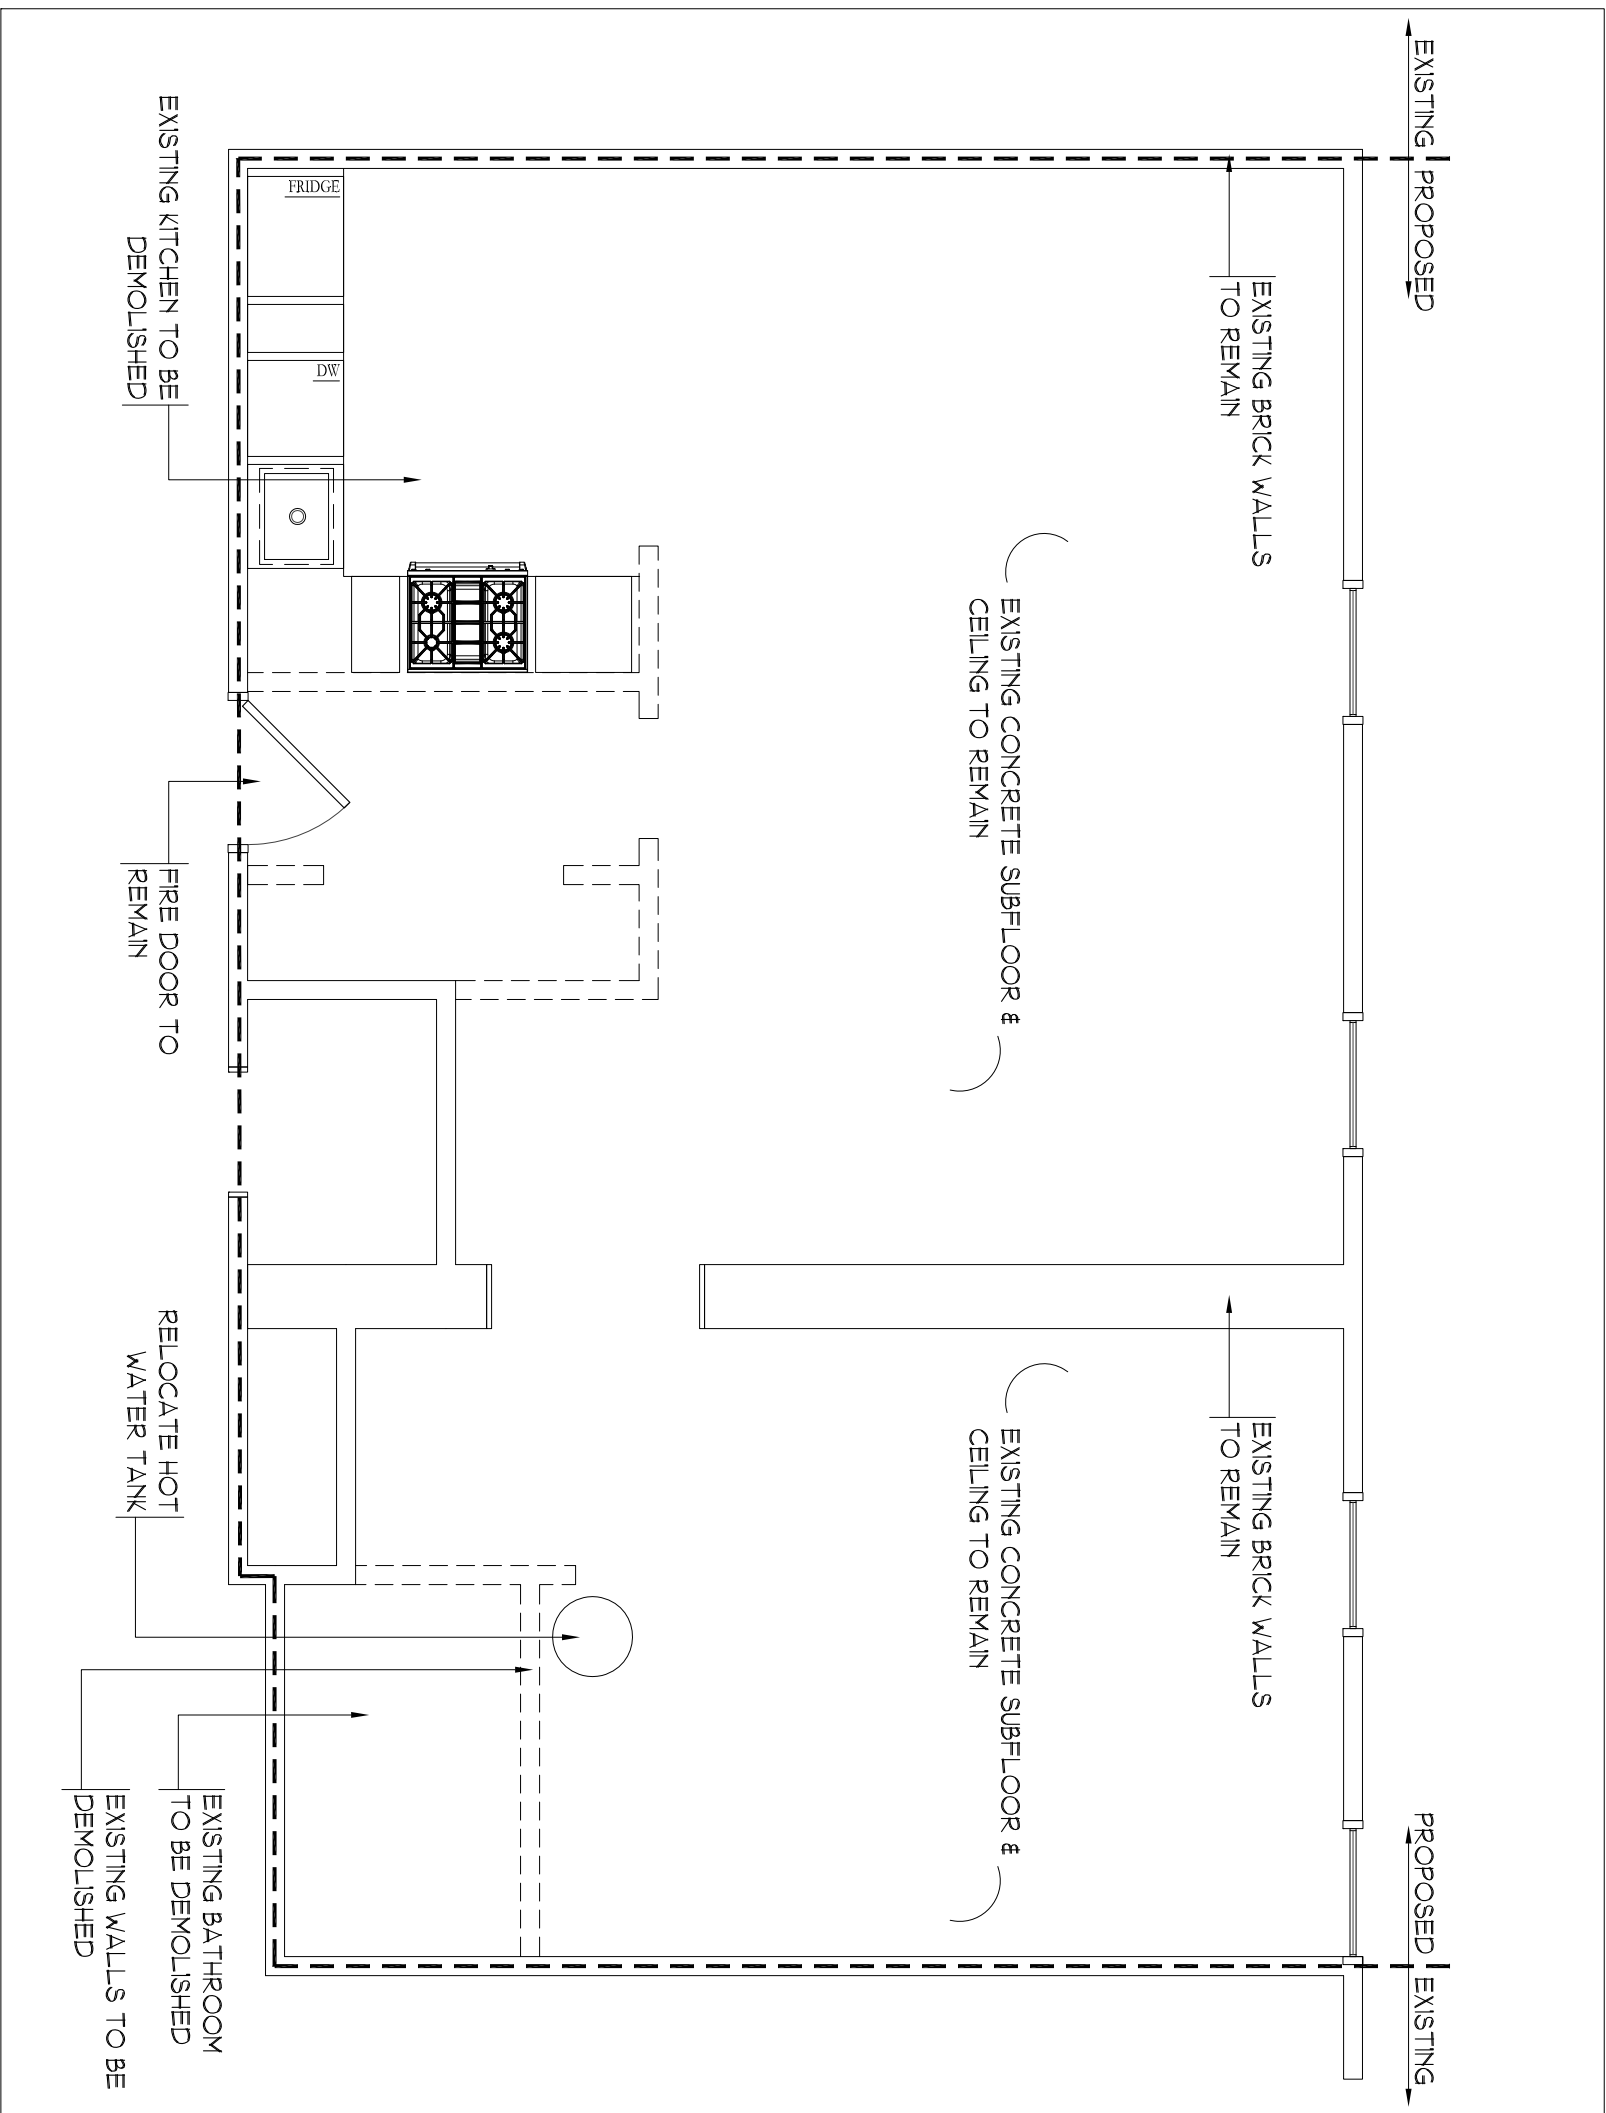 EXISTING
PROPOSED
PROPOSED
EXISTING
EXISTING BRICK WALLS
TO REMAIN
EXISTING BRICK WALLS
TO REMAIN
EXISTING CONCRETE SUBFLOOR &
CEILING TO REMAIN
EXISTING CONCRETE SUBFLOOR &
CEILING TO REMAIN
FRIDGE
DW
EXISTING KITCHEN TO BE
DEMOLISHED
FIRE DOOR TO
REMAIN
RELOCATE HOT
WATER TANK
EXISTING BATHROOM
TO BE DEMOLISHED
EXISTING WALLS TO BE
DEMOLISHED